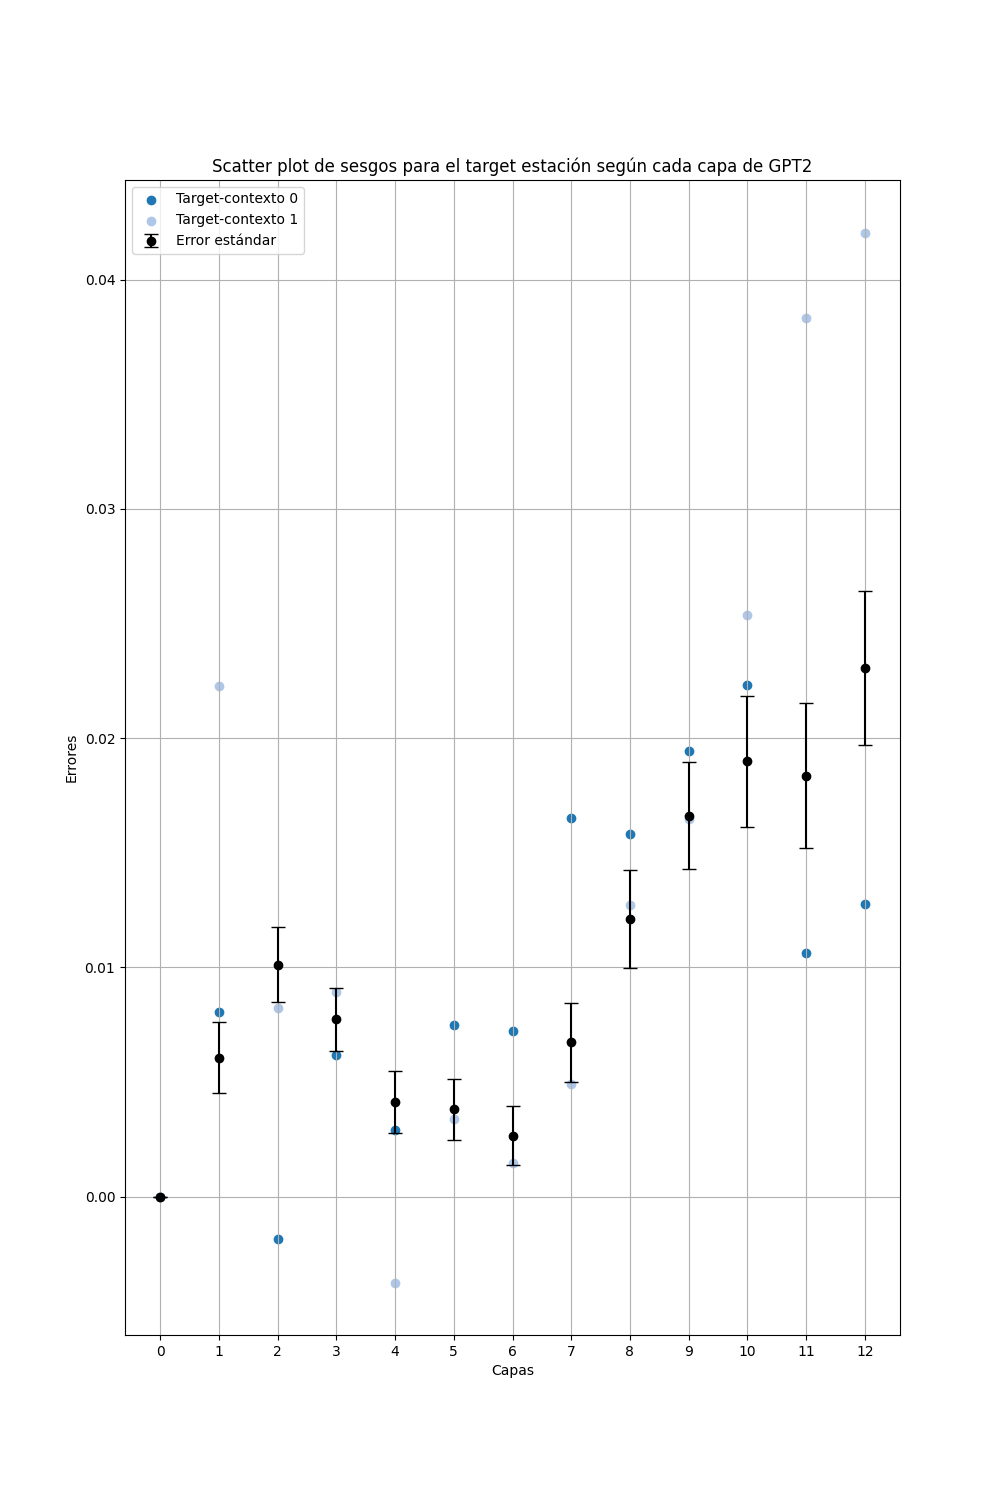 Scatter plot de sesgos para el target estación según cada capa de GPT2
Target-contexto 0
Target-contexto 1
Error estándar
0.04
0.03
0.02
0.01
0.00
Errores
0 1 2 3 4 5 6 7 8 9 10 11 12
Capas